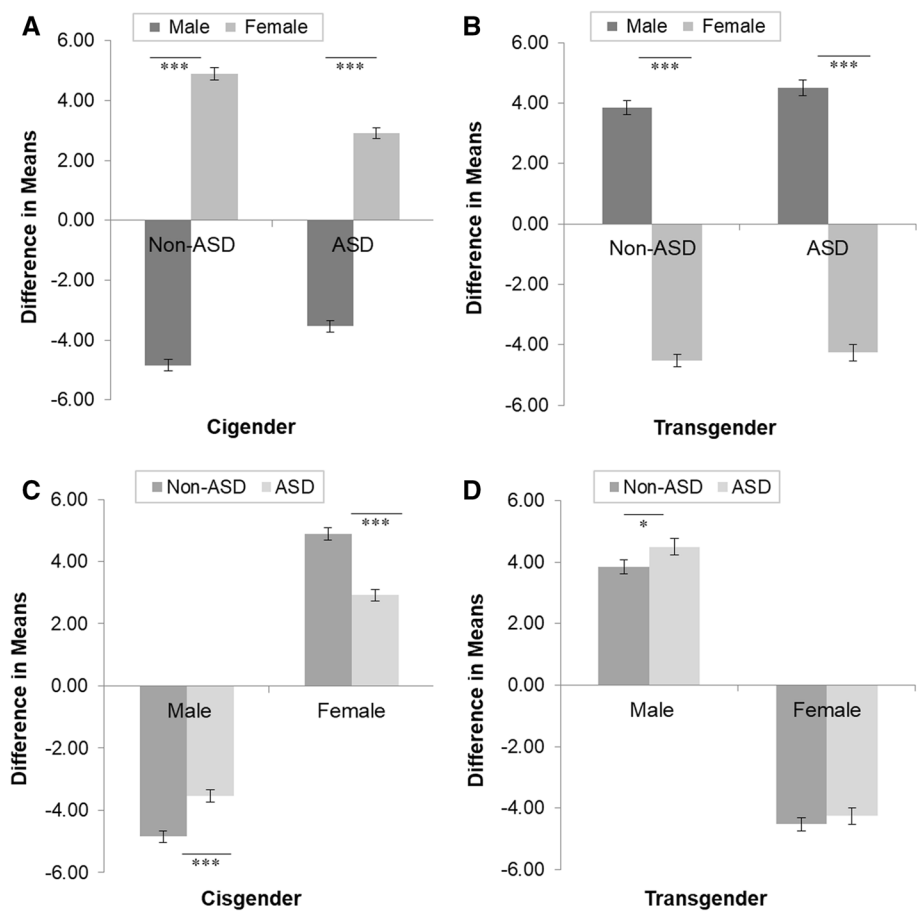 A
Male Female
6.00
4.00
2.00
0.00
-2.00
-4.00
-6.00
Difference in Means
***
***
Non-ASD ASD
Cigender
B
Male Female
6.00
4.00
2.00
0.00
-2.00
-4.00
-6.00
Difference in Means
***
***
Non-ASD ASD
Transgender
C
Non-ASD ASD
6.00
4.00
2.00
0.00
-2.00
-4.00
-6.00
Difference in Means
***
Male Female
***
Cisgender
D
Non-ASD ASD
6.00
4.00
2.00
0.00
-2.00
-4.00
-6.00
Difference in Means
*
Male Female
Transgender